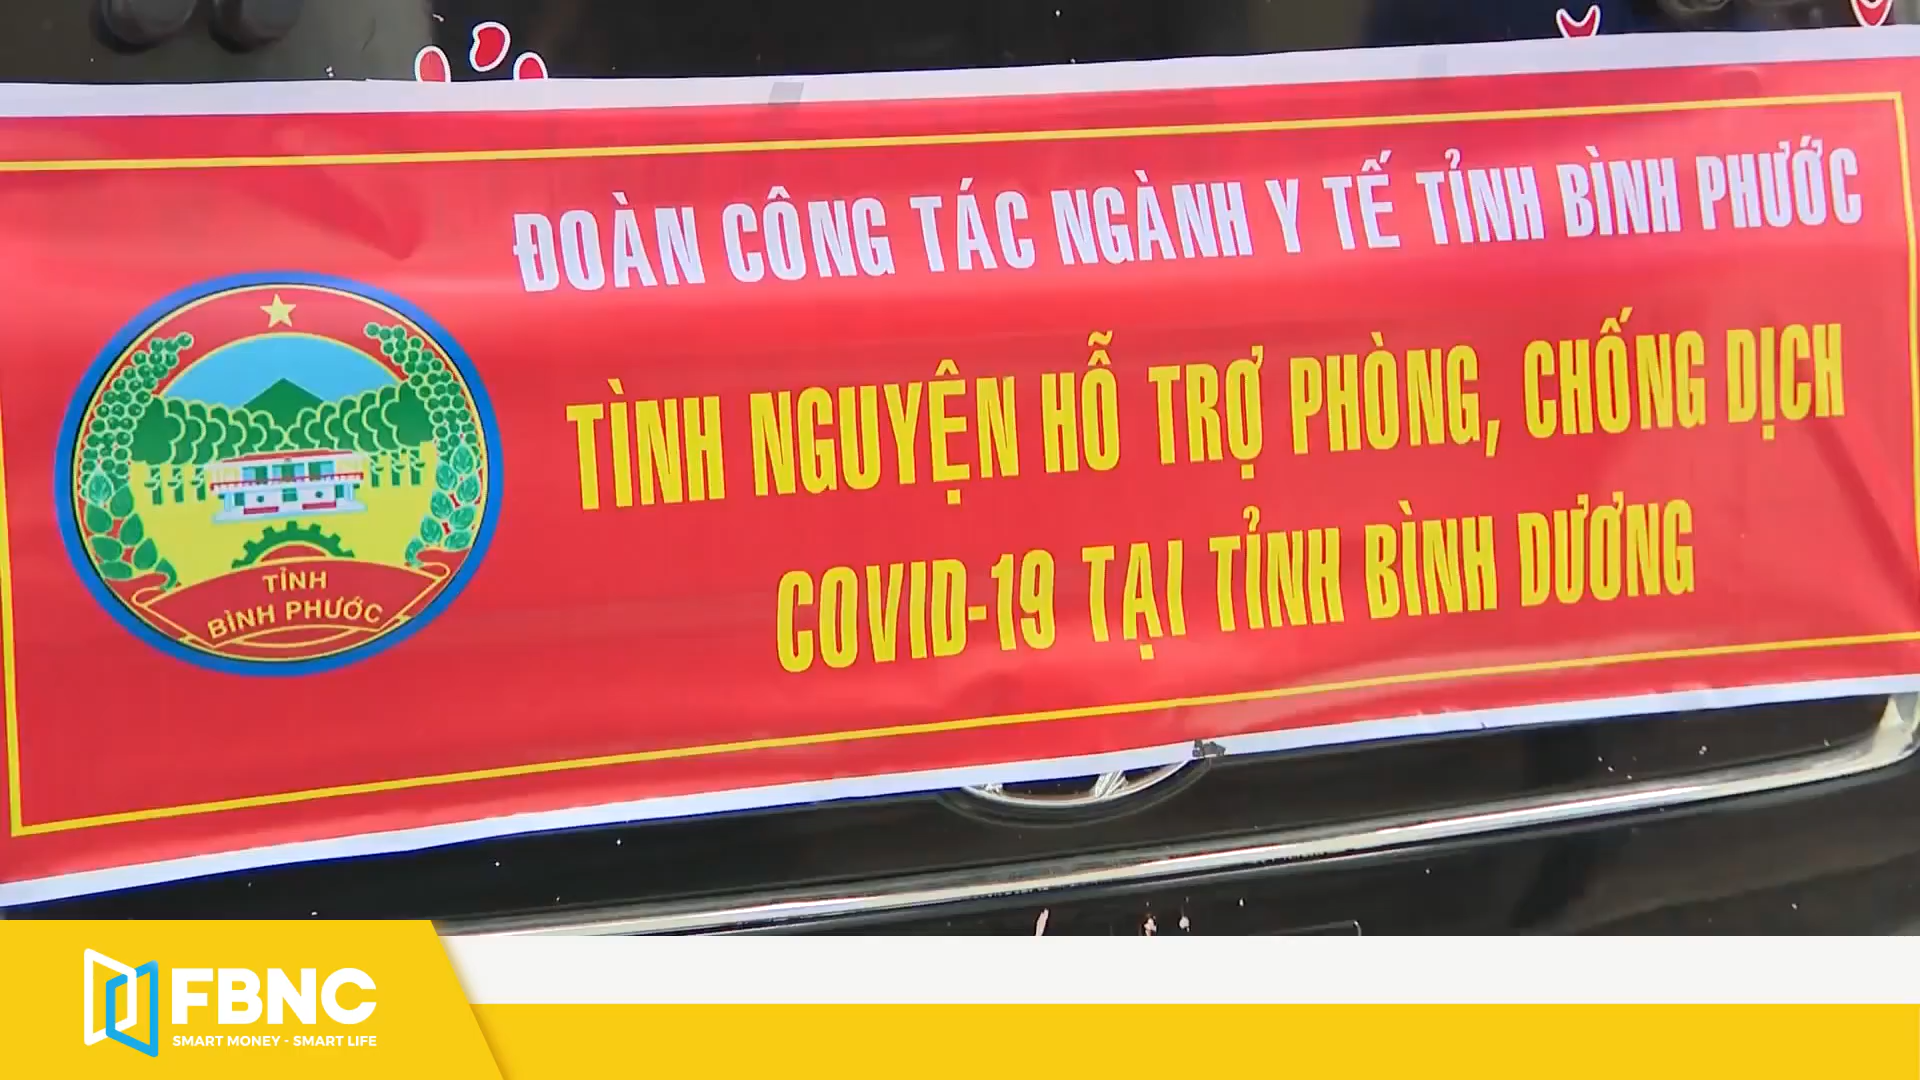 ĐOÀN CÔNG TÁC NGÀNH Y TẾ TỈNH BÌNH PHƯỚC
TÌNH NGUYỆN HỖ TRỢ PHÒNG, CHỐNG DỊCH
COVID-19 TẠI TỈNH BÌNH DƯƠNG
TỈNH
BÌNH PHƯỚC
FBNC
SMART MONEY - SMART LIFE